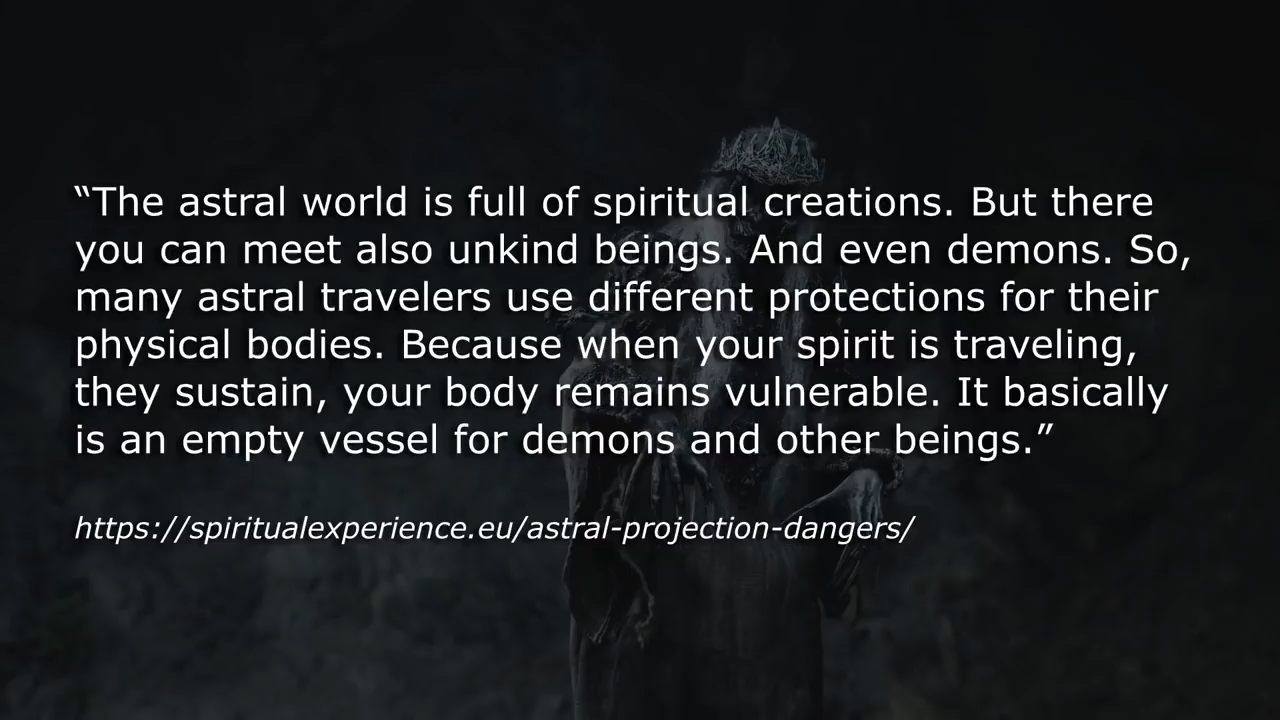 “The astral world is full of spiritual creations. But there
you can meet also unkind beings. And even demons. So,
many astral travelers use different protections for their
physical bodies. Because when your spirit is traveling,
they sustain, your body remains vulnerable. It basically
is an empty vessel for demons and other beings.”
https://spiritualexperience.eu/astral-projection-dangers/